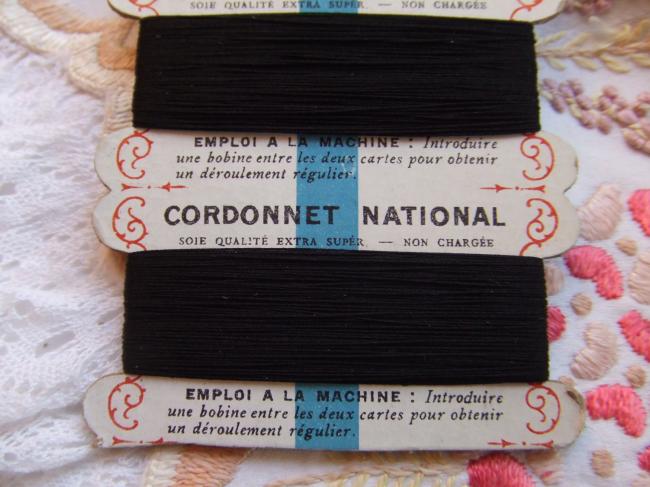 SOIE QUALITÉ EXTRA SUPÉR. — NON CHARGÉE
EMPLOI A LA MACHINE : Introduire
une bobine entre les deux cartes pour obtenir
un déroulement régulier.
CORDONNET NATIONAL
SOIE QUALITÉ EXTRA SUPÉR. — NON CHARGÉE
EMPLOI A LA MACHINE : Introduire
une bobine entre les deux cartes pour obtenir
un déroulement régulier.